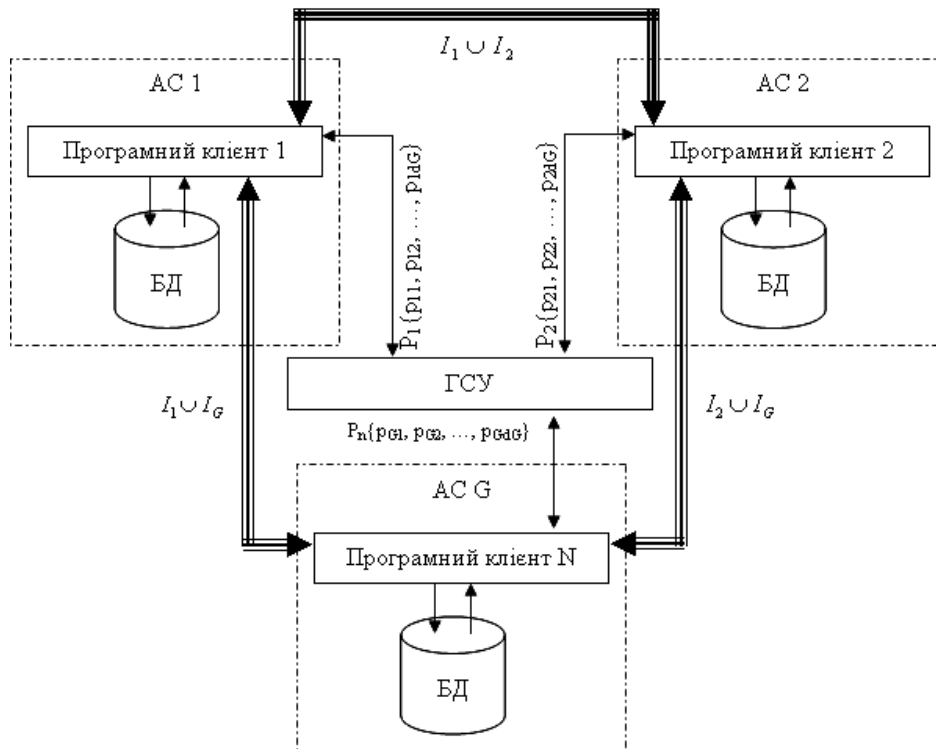 I₁ ∪ I₂
АС 1
АС 2
Програмний клієнт 1
Програмний клієнт 2
P₁{p₁₁, p₁₂, …, p₁dG}
P₂{p₂₁, p₂₂, …, p₂dG}
БД
БД
ГСУ
I₁ ∪ I_G
I₂ ∪ I_G
Pₙ{p_G1, p_G2, …, p_GdG}
АС G
Програмний клієнт N
БД